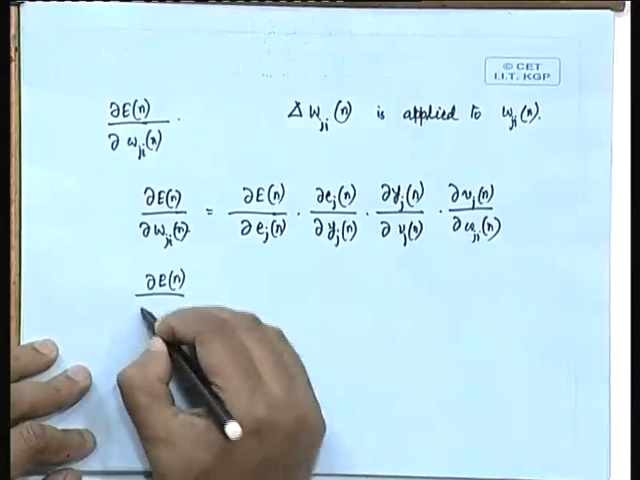 © CET
I.I.T. KGP
∂E(n) / ∂w_ji(n) . Δw_ji(n) is applied to w_ji(n).
∂E(n) / ∂w_ji(n) = ∂E(n) / ∂e_j(n) · ∂e_j(n) / ∂y_j(n) · ∂y_j(n) / ∂v_j(n) · ∂v_j(n) / ∂w_ji(n)
∂E(n)